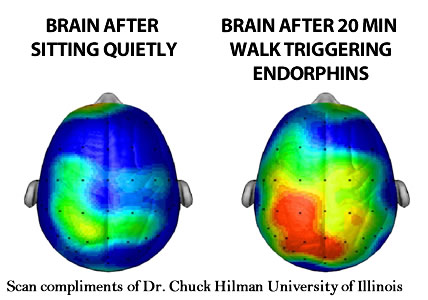 BRAIN AFTER
SITTING QUIETLY
BRAIN AFTER 20 MIN
WALK TRIGGERING
ENDORPHINS
Scan compliments of Dr. Chuck Hilman University of Illinois